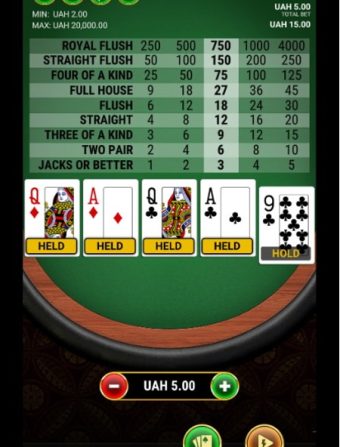 MIN: UAH 2.00
MAX: UAH 20,000.00
UAH 5.00
TOTAL BET
UAH 15.00
ROYAL FLUSH 250 500 750 1000 4000
STRAIGHT FLUSH 50 100 150 200 250
FOUR OF A KIND 25 50 75 100 125
FULL HOUSE 9 18 27 36 45
FLUSH 6 12 18 24 30
STRAIGHT 4 8 12 16 20
THREE OF A KIND 3 6 9 12 15
TWO PAIR 2 4 6 8 10
JACKS OR BETTER 1 2 3 4 5
Q A Q A 9
HELD HELD HELD HELD HOLD
UAH 5.00